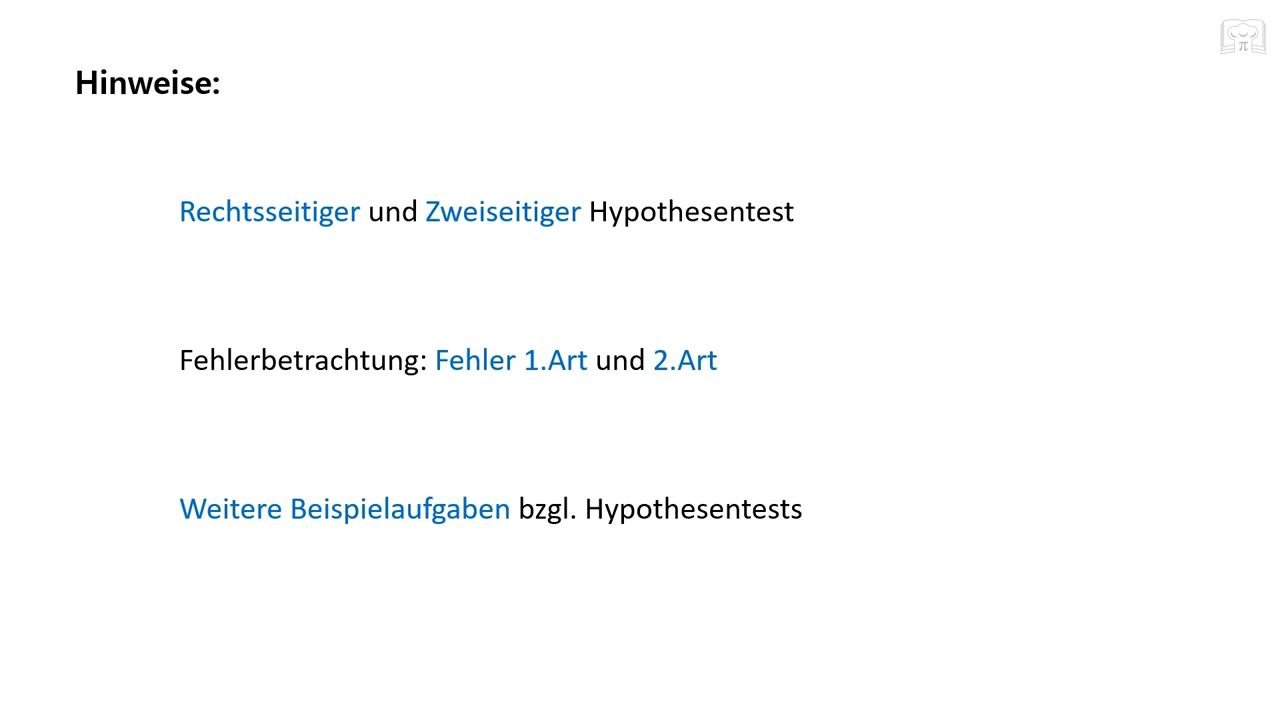 Hinweise:
Rechtsseitiger und Zweiseitiger Hypothesentest
Fehlerbetrachtung: Fehler 1.Art und 2.Art
Weitere Beispielaufgaben bzgl. Hypothesentests
π